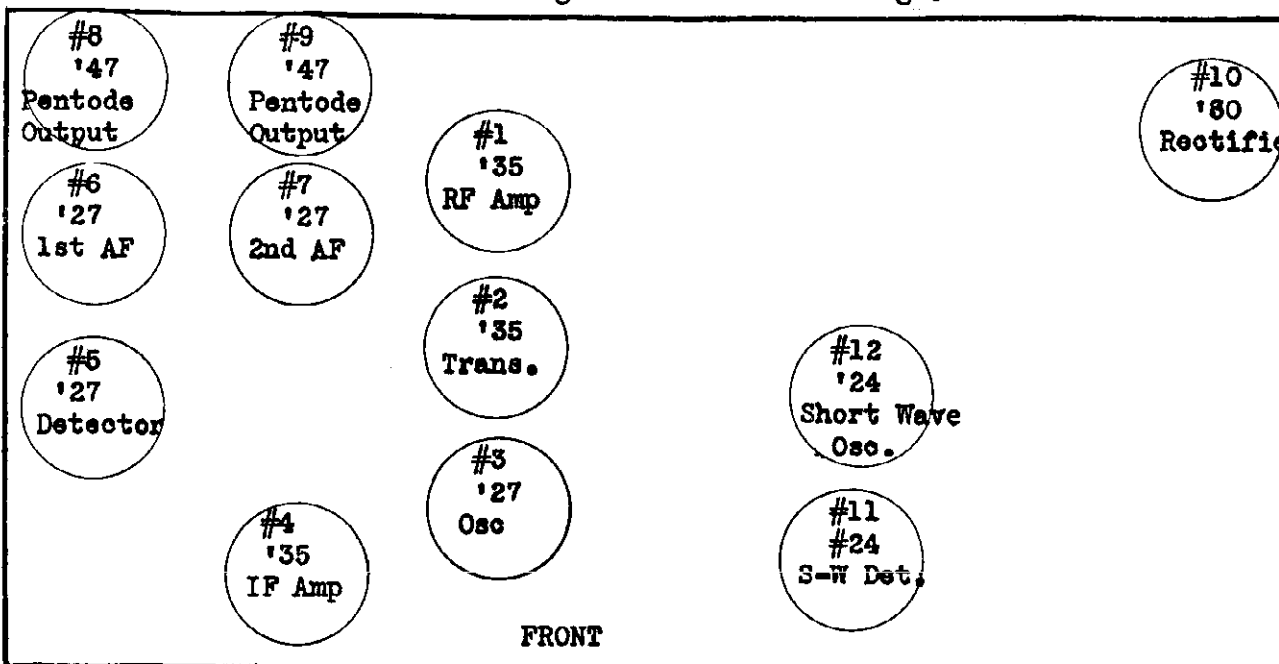 #8
'47
Pentode
Output
#9
'47
Pentode
Output
#1
'35
RF Amp
#10
'80
Rectifie
#6
'27
1st AF
#7
'27
2nd AF
#2
'35
Trans.
#5
'27
Detector
#12
'24
Short Wave
Osc.
#3
'27
Osc
#4
'35
IF Amp
#11
#24
S-W Det.
FRONT